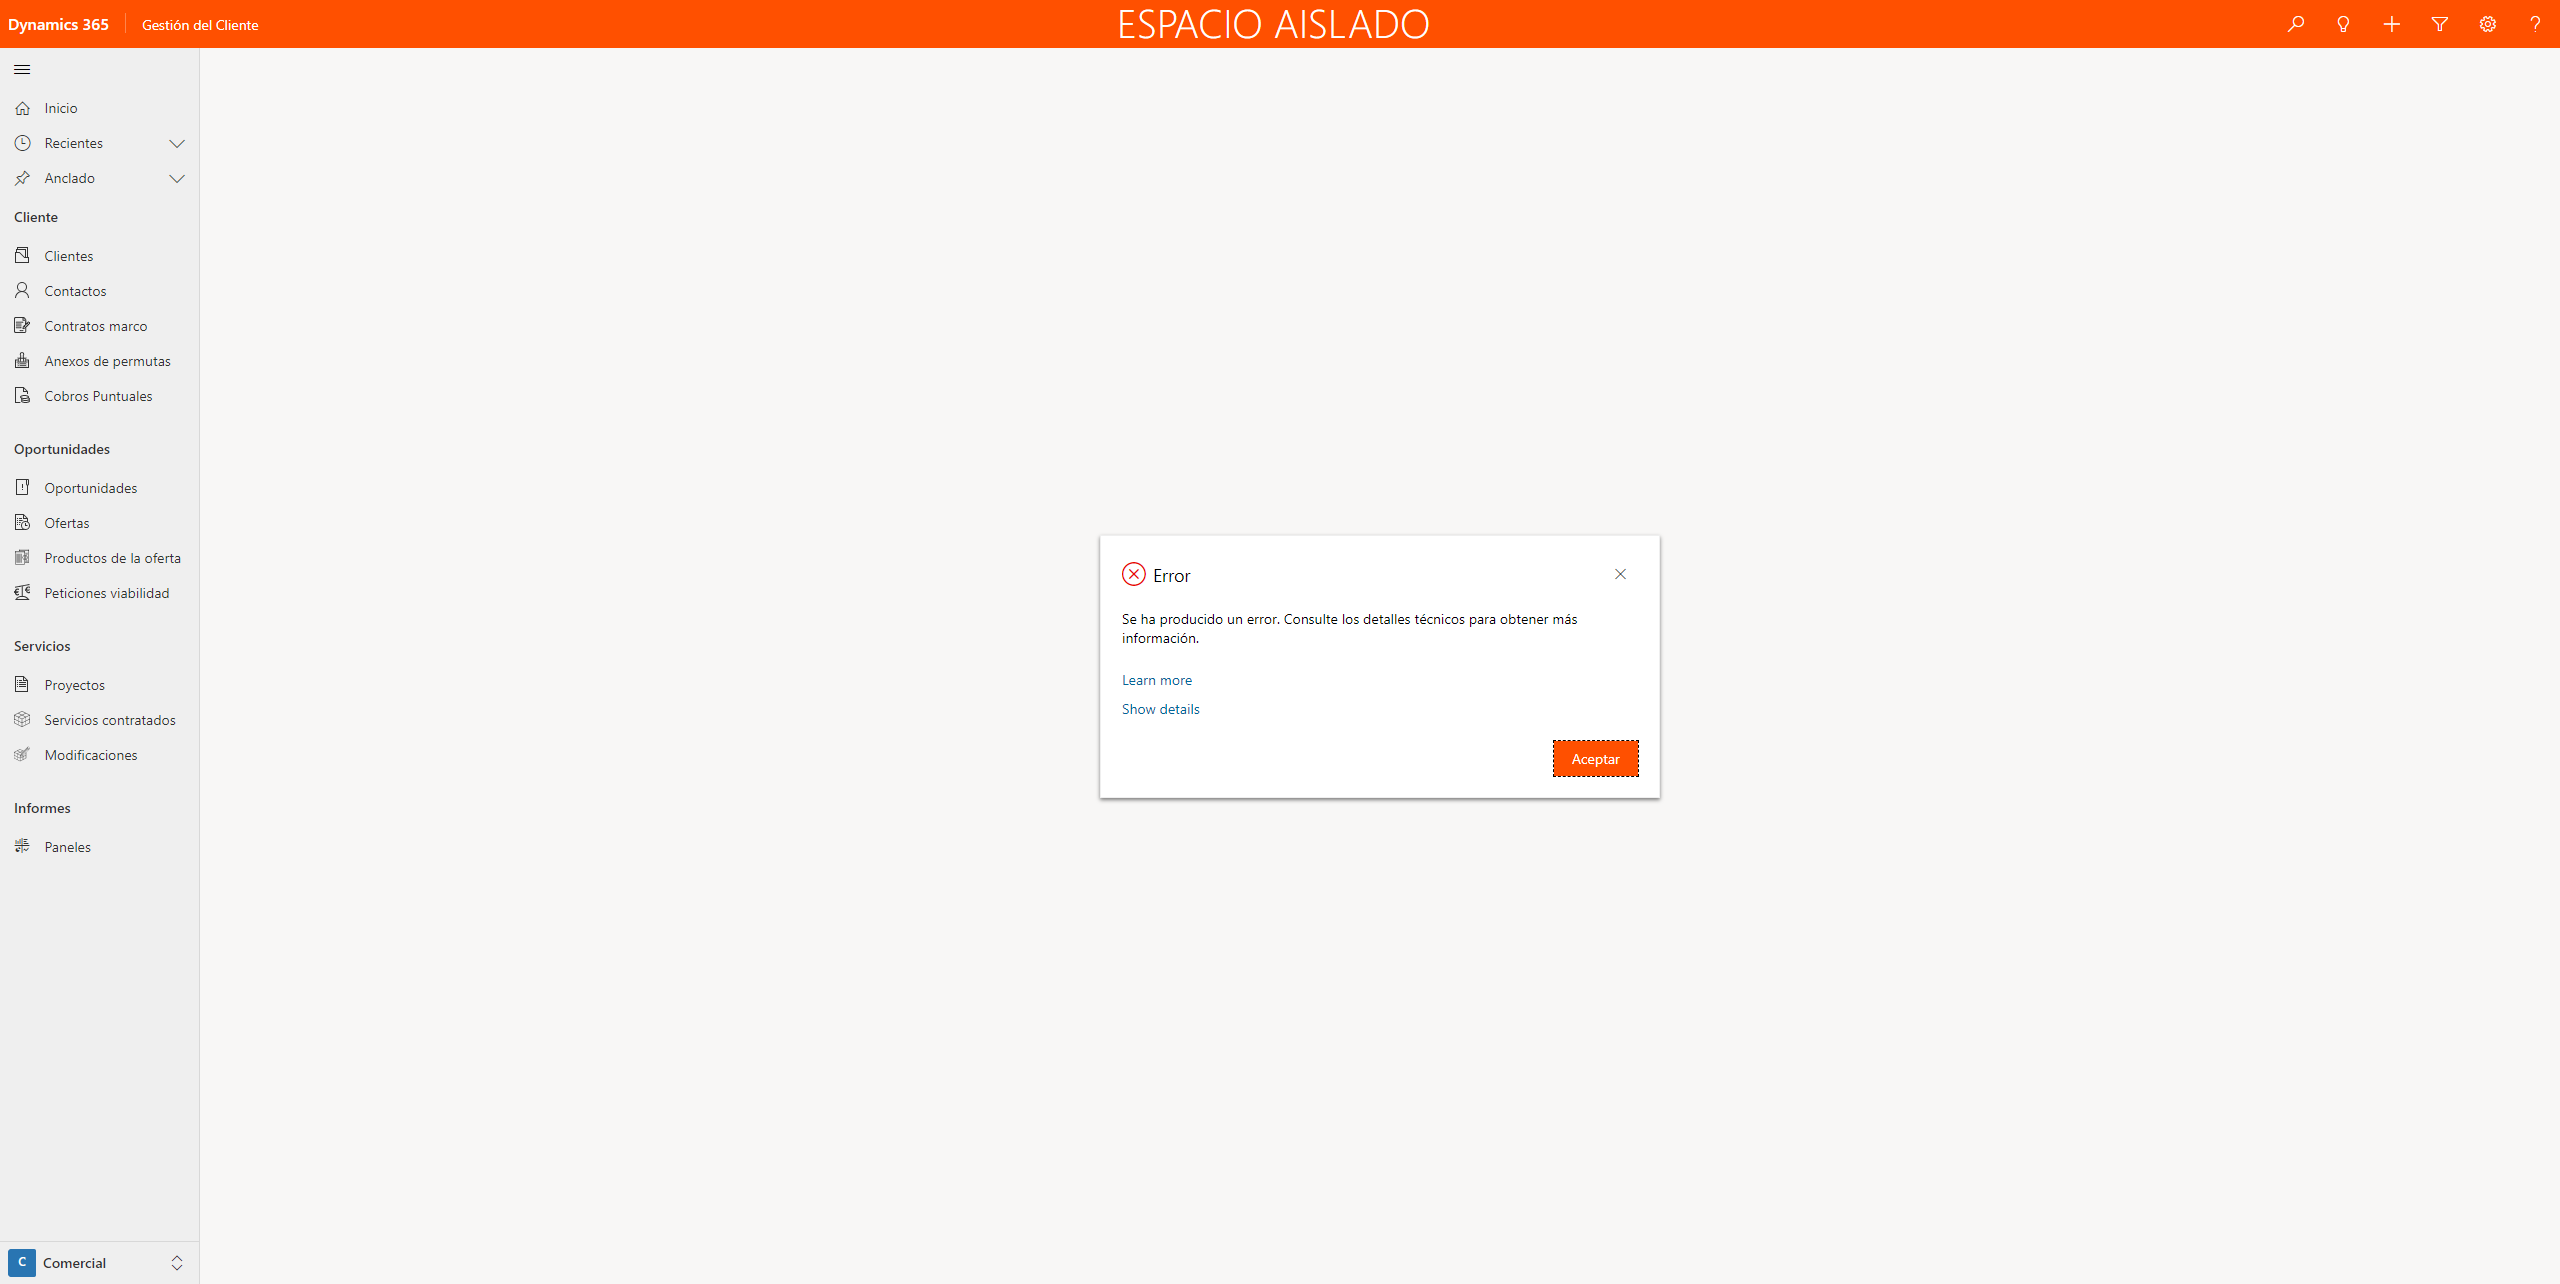 Dynamics 365
Gestión del Cliente
ESPACIO AISLADO
Inicio
Recientes
Anclado
Cliente
Clientes
Contactos
Contratos marco
Anexos de permutas
Cobros Puntuales
Oportunidades
Oportunidades
Ofertas
Productos de la oferta
Peticiones viabilidad
Servicios
Proyectos
Servicios contratados
Modificaciones
Informes
Paneles
C Comercial
Error
Se ha producido un error. Consulte los detalles técnicos para obtener más
información.
Learn more
Show details
Aceptar